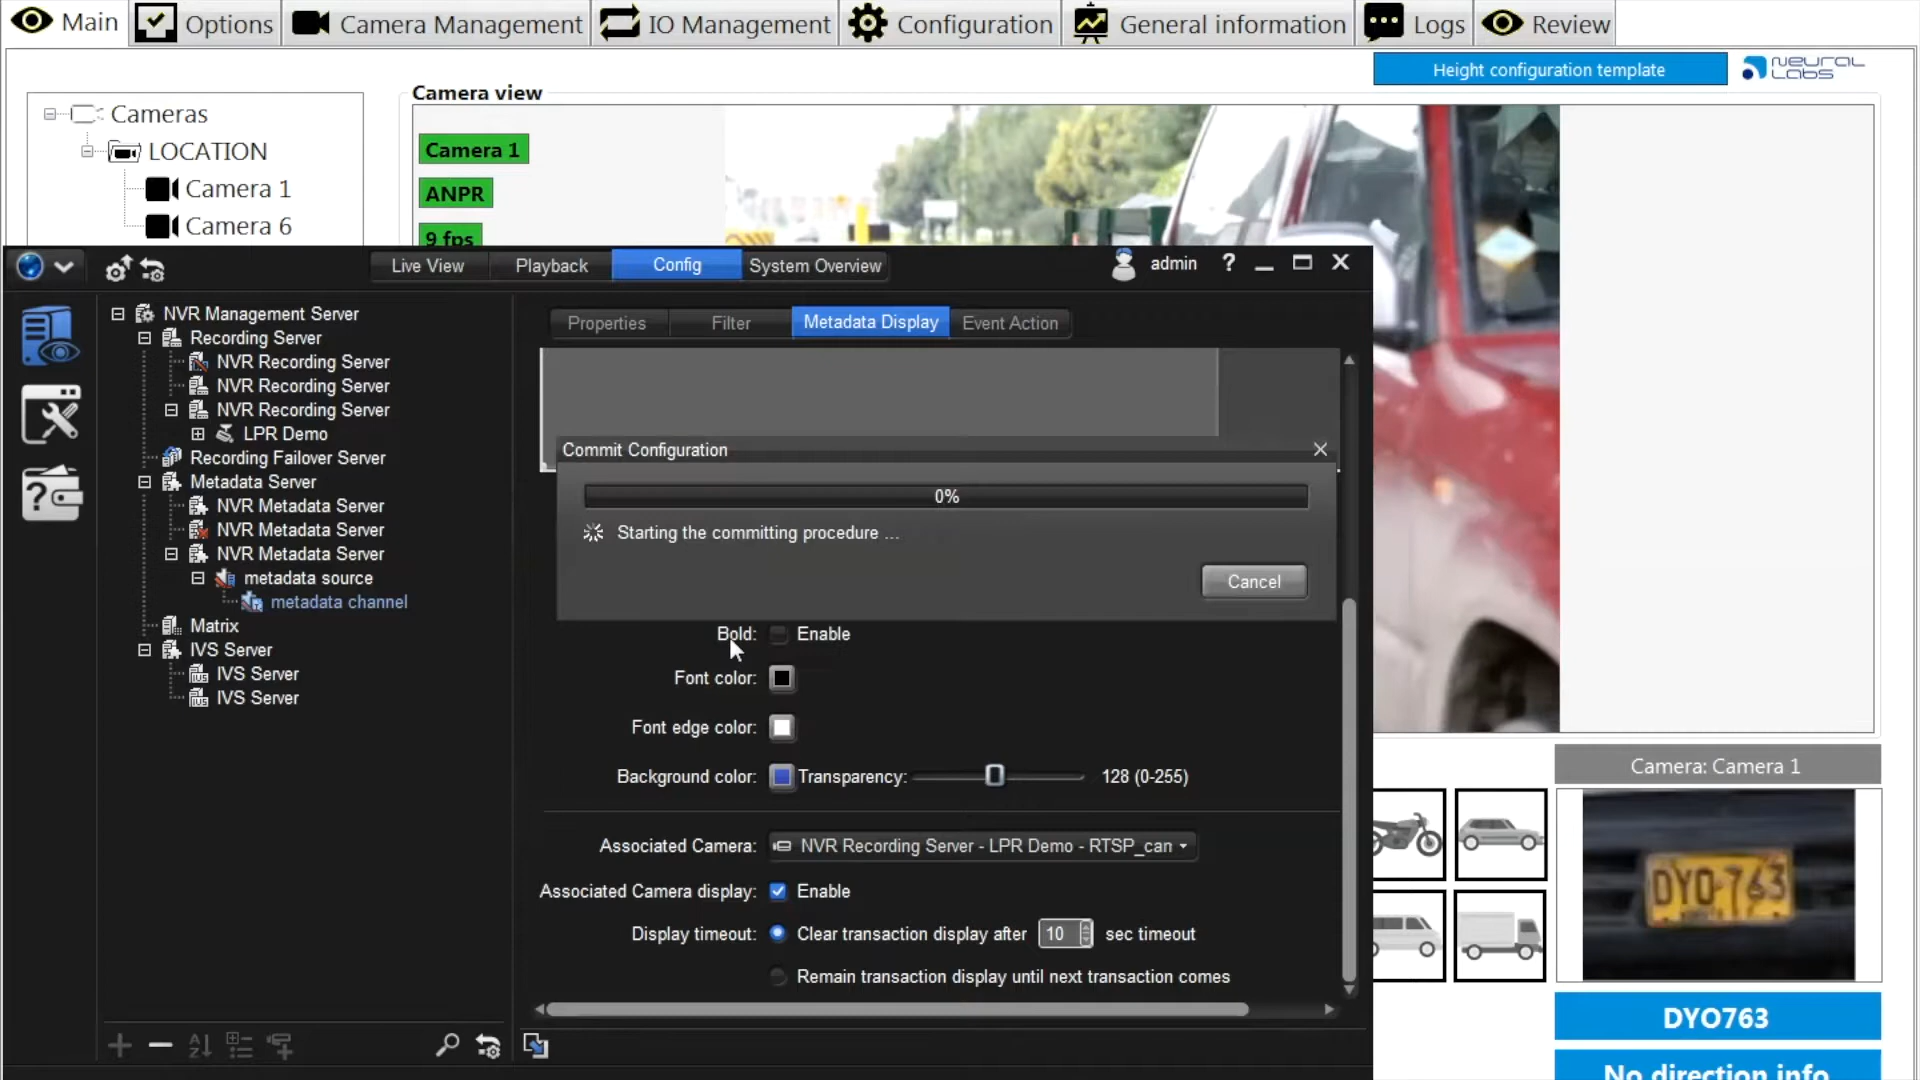 Main
Options
Camera Management
IO Management
Configuration
General information
Logs
Review
Height configuration template
neural
Labs
Cameras
LOCATION
Camera 1
Camera 6
Camera view
Camera 1
ANPR
9 fps
Live View
Playback
Config
System Overview
admin
?
NVR Management Server
Recording Server
NVR Recording Server
NVR Recording Server
NVR Recording Server
LPR Demo
Recording Failover Server
Metadata Server
NVR Metadata Server
NVR Metadata Server
NVR Metadata Server
metadata source
metadata channel
Matrix
IVS Server
IVS Server
IVS Server
Properties
Filter
Metadata Display
Event Action
Commit Configuration
0%
Starting the committing procedure ...
Cancel
Bold: Enable
Font color:
Font edge color:
Background color: Transparency: 128 (0-255)
Associated Camera: NVR Recording Server - LPR Demo - RTSP_can
Associated Camera display: Enable
Display timeout: Clear transaction display after 10 sec timeout
Remain transaction display until next transaction comes
Camera: Camera 1
DYO-763
DYO763
No direction info